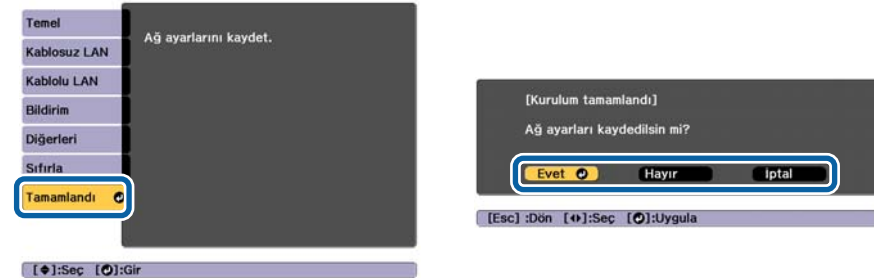 Temel
Kablosuz LAN
Kablolu LAN
Bildirim
Diğerleri
Sıfırla
Tamamlandı
Ağ ayarlarını kaydet.
[ ]:Seç [ ]:Gir
[Kurulum tamamlandı]
Ağ ayarları kaydedilsin mi?
Evet Hayır İptal
[Esc] :Dön [ ]:Seç [ ]:Uygula